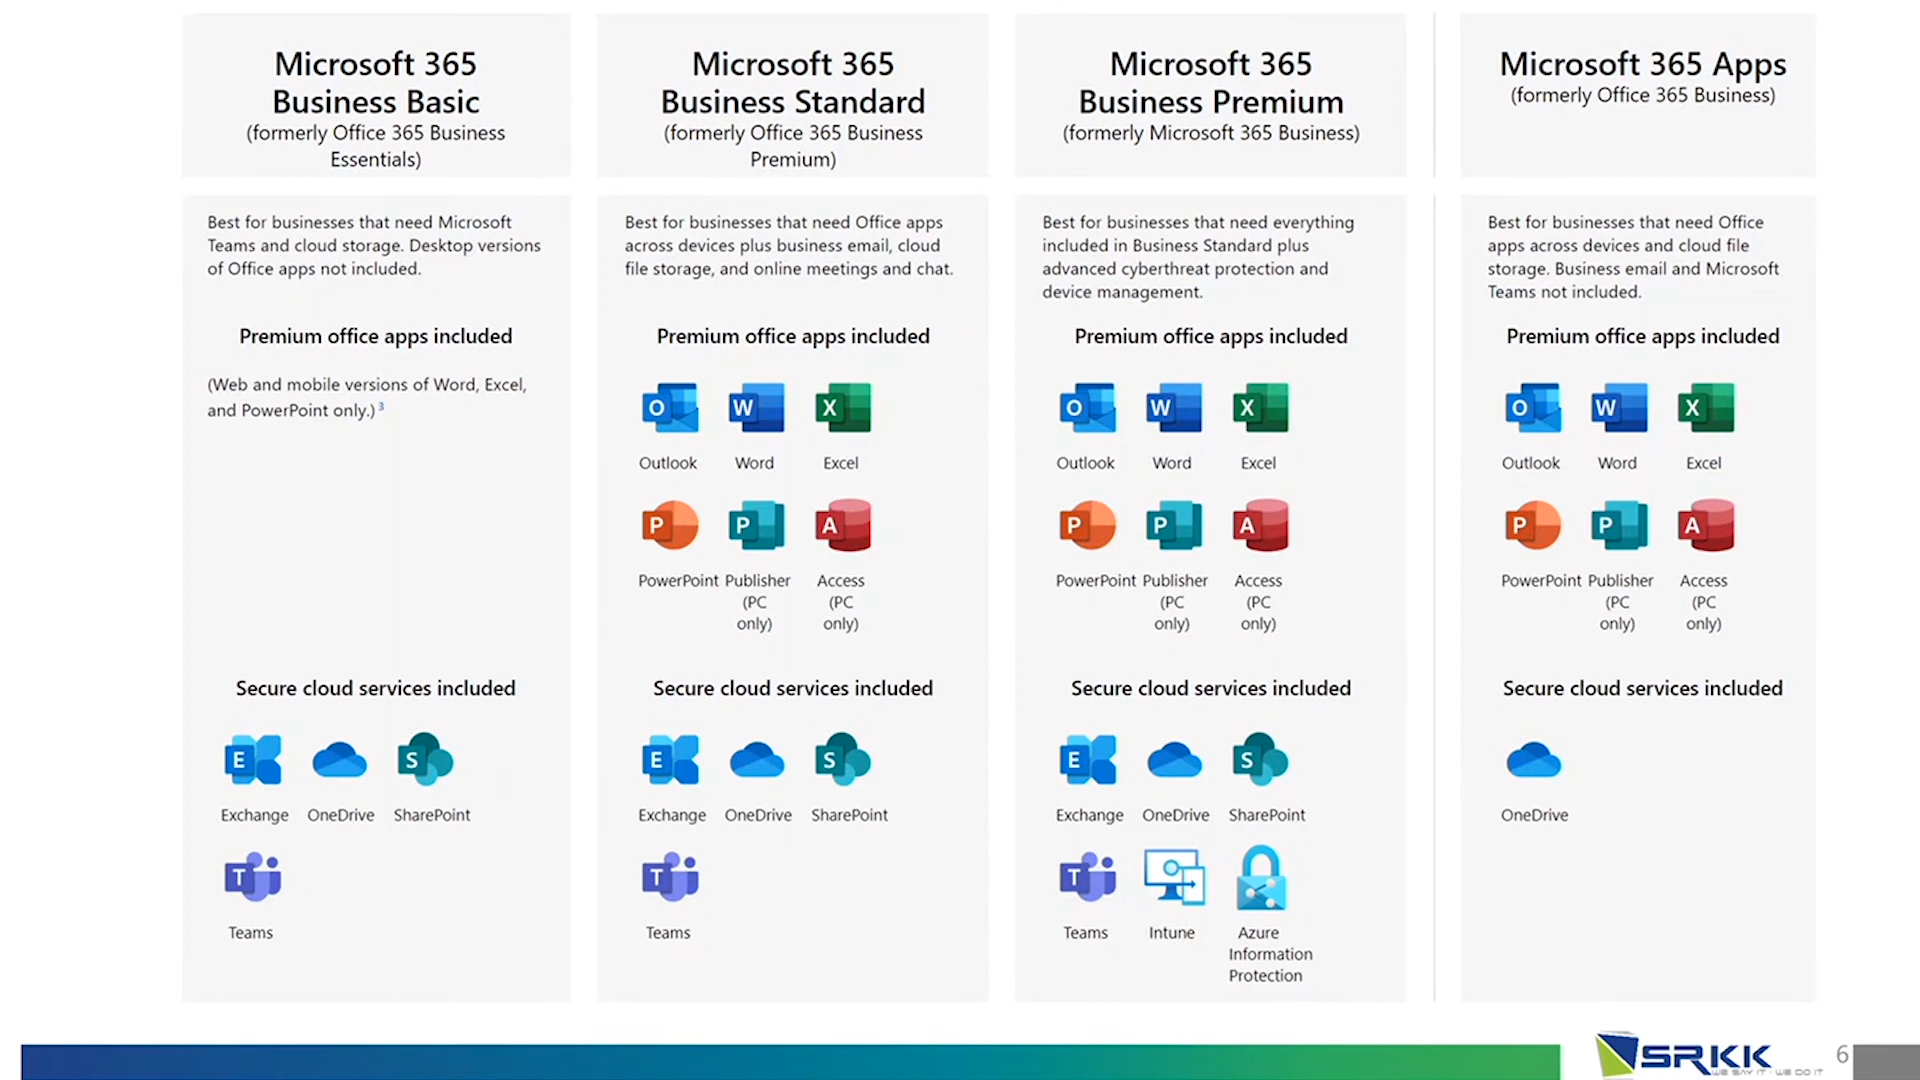 Microsoft 365
Business Basic
(formerly Office 365 Business
Essentials)
Best for businesses that need Microsoft
Teams and cloud storage. Desktop versions
of Office apps not included.
Premium office apps included
(Web and mobile versions of Word, Excel,
and PowerPoint only.) 3
Secure cloud services included
E
S
Exchange OneDrive SharePoint
T
Teams
Microsoft 365
Business Standard
(formerly Office 365 Business
Premium)
Best for businesses that need Office apps
across devices plus business email, cloud
file storage, and online meetings and chat.
Premium office apps included
O W X
Outlook Word Excel
P P A
PowerPoint Publisher Access
(PC (PC
only) only)
Secure cloud services included
E S
Exchange OneDrive SharePoint
T
Teams
Microsoft 365
Business Premium
(formerly Microsoft 365 Business)
Best for businesses that need everything
included in Business Standard plus
advanced cyberthreat protection and
device management.
Premium office apps included
O W X
Outlook Word Excel
P P A
PowerPoint Publisher Access
(PC (PC
only) only)
Secure cloud services included
E S
Exchange OneDrive SharePoint
T
Teams Intune Azure
Information
Protection
Microsoft 365 Apps
(formerly Office 365 Business)
Best for businesses that need Office
apps across devices and cloud file
storage. Business email and Microsoft
Teams not included.
Premium office apps included
O W X
Outlook Word Excel
P P A
PowerPoint Publisher Access
(PC (PC
only) only)
Secure cloud services included
OneDrive
SRKK
WE SAY IT - WE DO IT
6